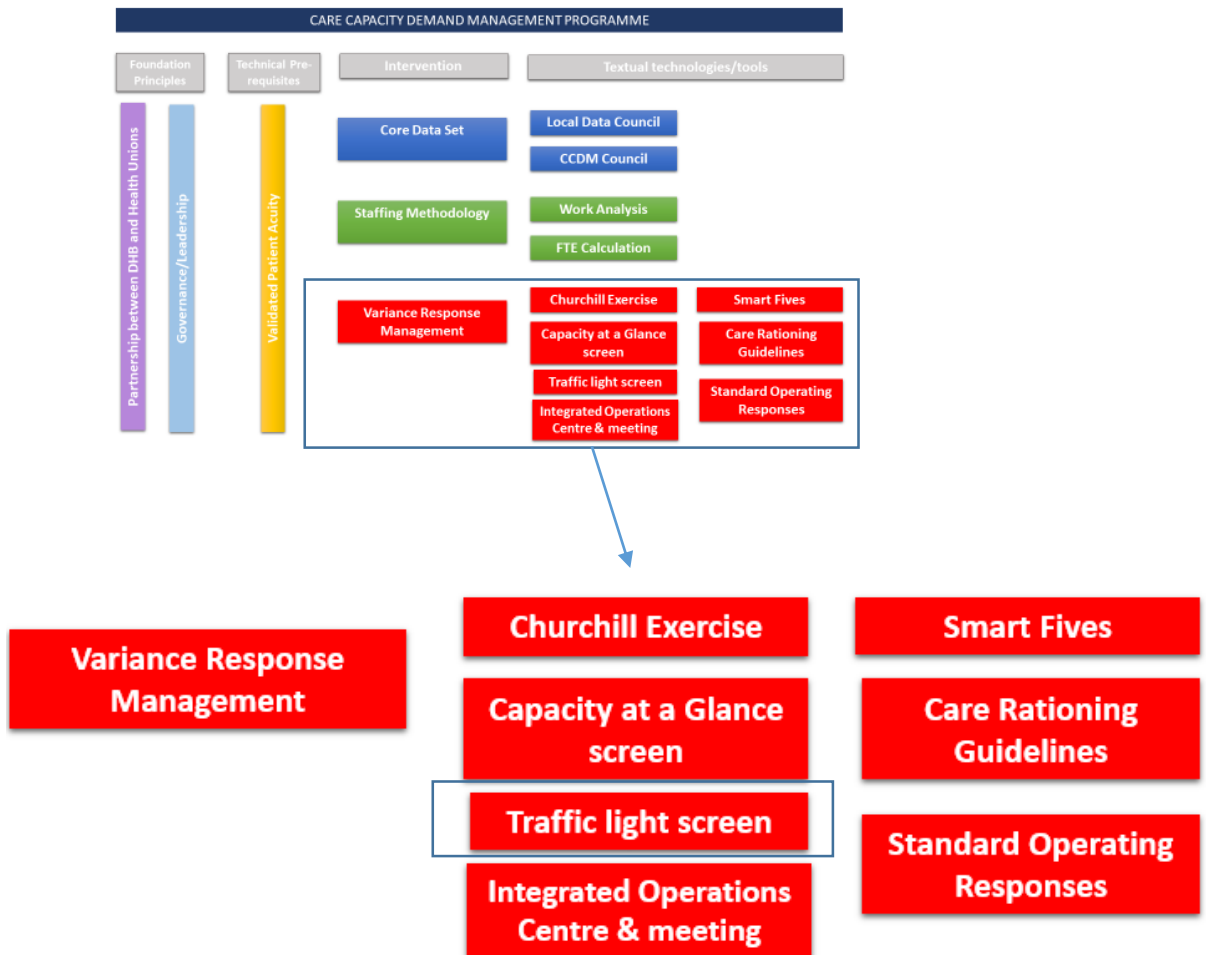 CARE CAPACITY DEMAND MANAGEMENT PROGRAMME
Foundation
Principles
Technical Pre-
requisites
Intervention
Textual technologies/tools
Partnership between DHB and Health Unions
Governance/Leadership
Validated Patient Acuity
Core Data Set
Local Data Council
CCDM Council
Staffing Methodology
Work Analysis
FTE Calculation
Variance Response
Management
Churchill Exercise
Capacity at a Glance
screen
Traffic light screen
Integrated Operations
Centre & meeting
Smart Fives
Care Rationing
Guidelines
Standard Operating
Responses
Variance Response
Management
Churchill Exercise
Capacity at a Glance
screen
Traffic light screen
Integrated Operations
Centre & meeting
Smart Fives
Care Rationing
Guidelines
Standard Operating
Responses